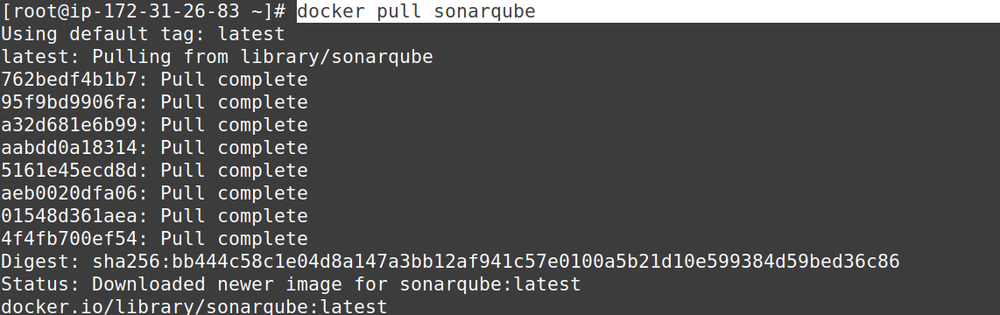 [root@ip-172-31-26-83 ~]# docker pull sonarqube
Using default tag: latest
latest: Pulling from library/sonarqube
762bedf4b1b7: Pull complete
95f9bd9906fa: Pull complete
a32d681e6b99: Pull complete
aabdd0a18314: Pull complete
5161e45ecd8d: Pull complete
aeb0020dfa06: Pull complete
01548d361aea: Pull complete
4f4fb700ef54: Pull complete
Digest: sha256:bb444c58c1e04d8a147a3bb12af941c57e0100a5b21d10e599384d59bed36c86
Status: Downloaded newer image for sonarqube:latest
docker.io/library/sonarqube:latest